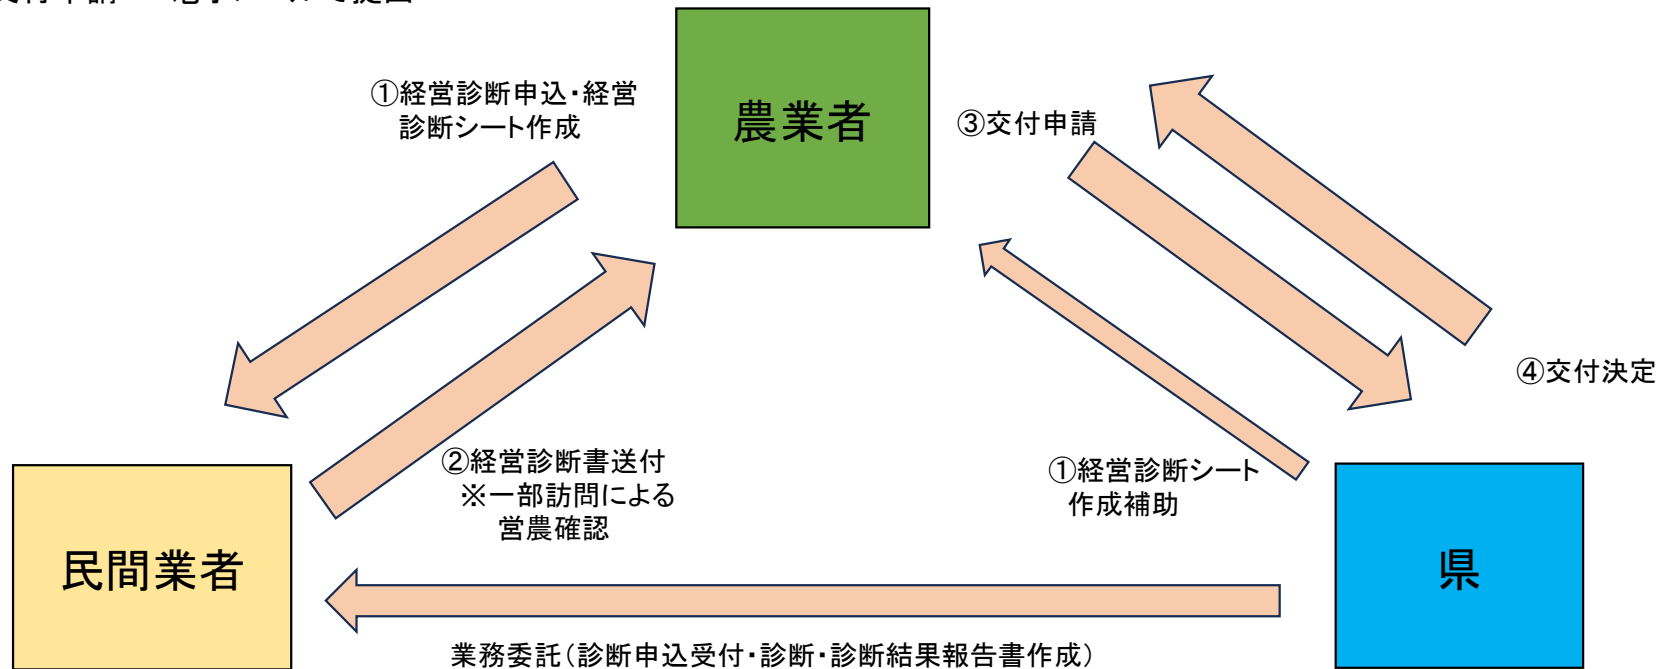 ①経営診断申込・経営
診断シート作成
農業者
③交付申請
④交付決定
②経営診断書送付
※一部訪問による
営農確認
①経営診断シート
作成補助
民間業者
県
業務委託（診断申込受付・診断・診断結果報告書作成）